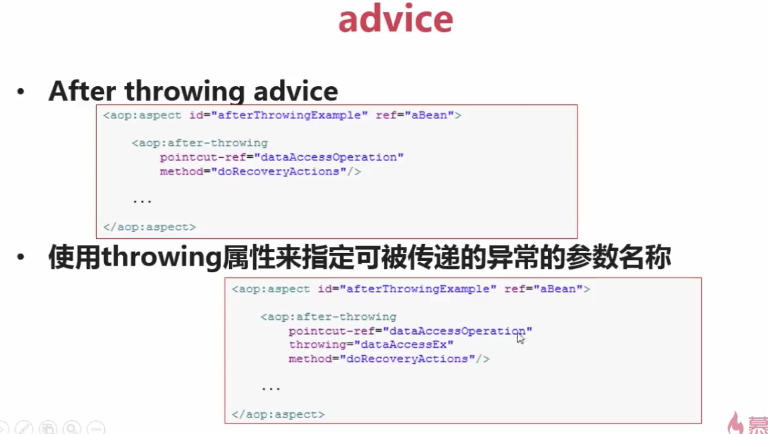 advice
• After throwing advice
<aop:aspect id="afterThrowingExample" ref="aBean">
<aop:after-throwing
pointcut-ref="dataAccessOperation"
method="doRecoveryActions"/>
...
</aop:aspect>
• 使用throwing属性来指定可被传递的异常的参数名称
<aop:aspect id="afterThrowingExample" ref="aBean">
<aop:after-throwing
pointcut-ref="dataAccessOperation"
throwing="dataAccessEx"
method="doRecoveryActions"/>
...
</aop:aspect>
慕